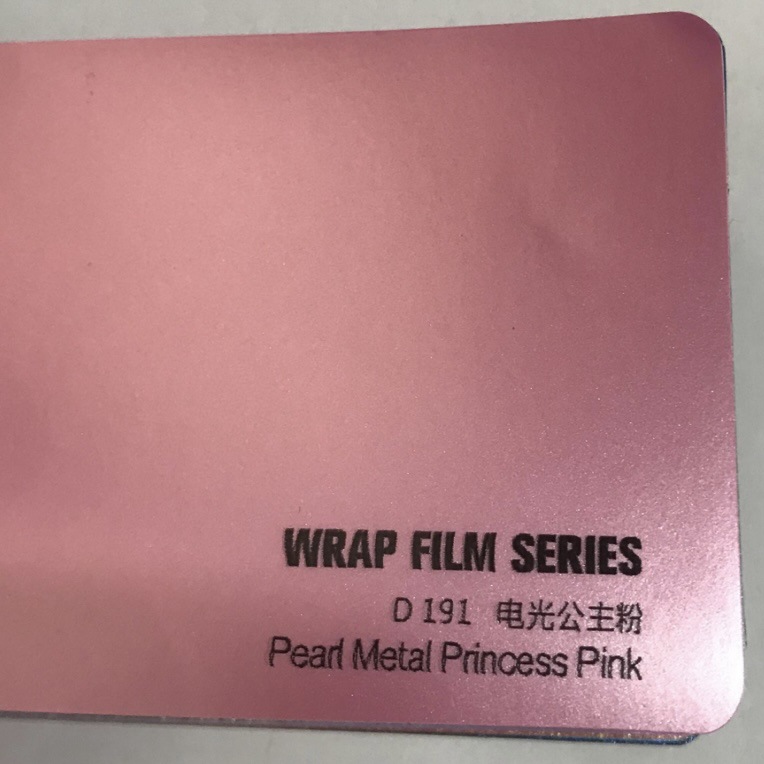 WRAP FILM SERIES
D 191 电光公主粉
Pearl Metal Princess Pink